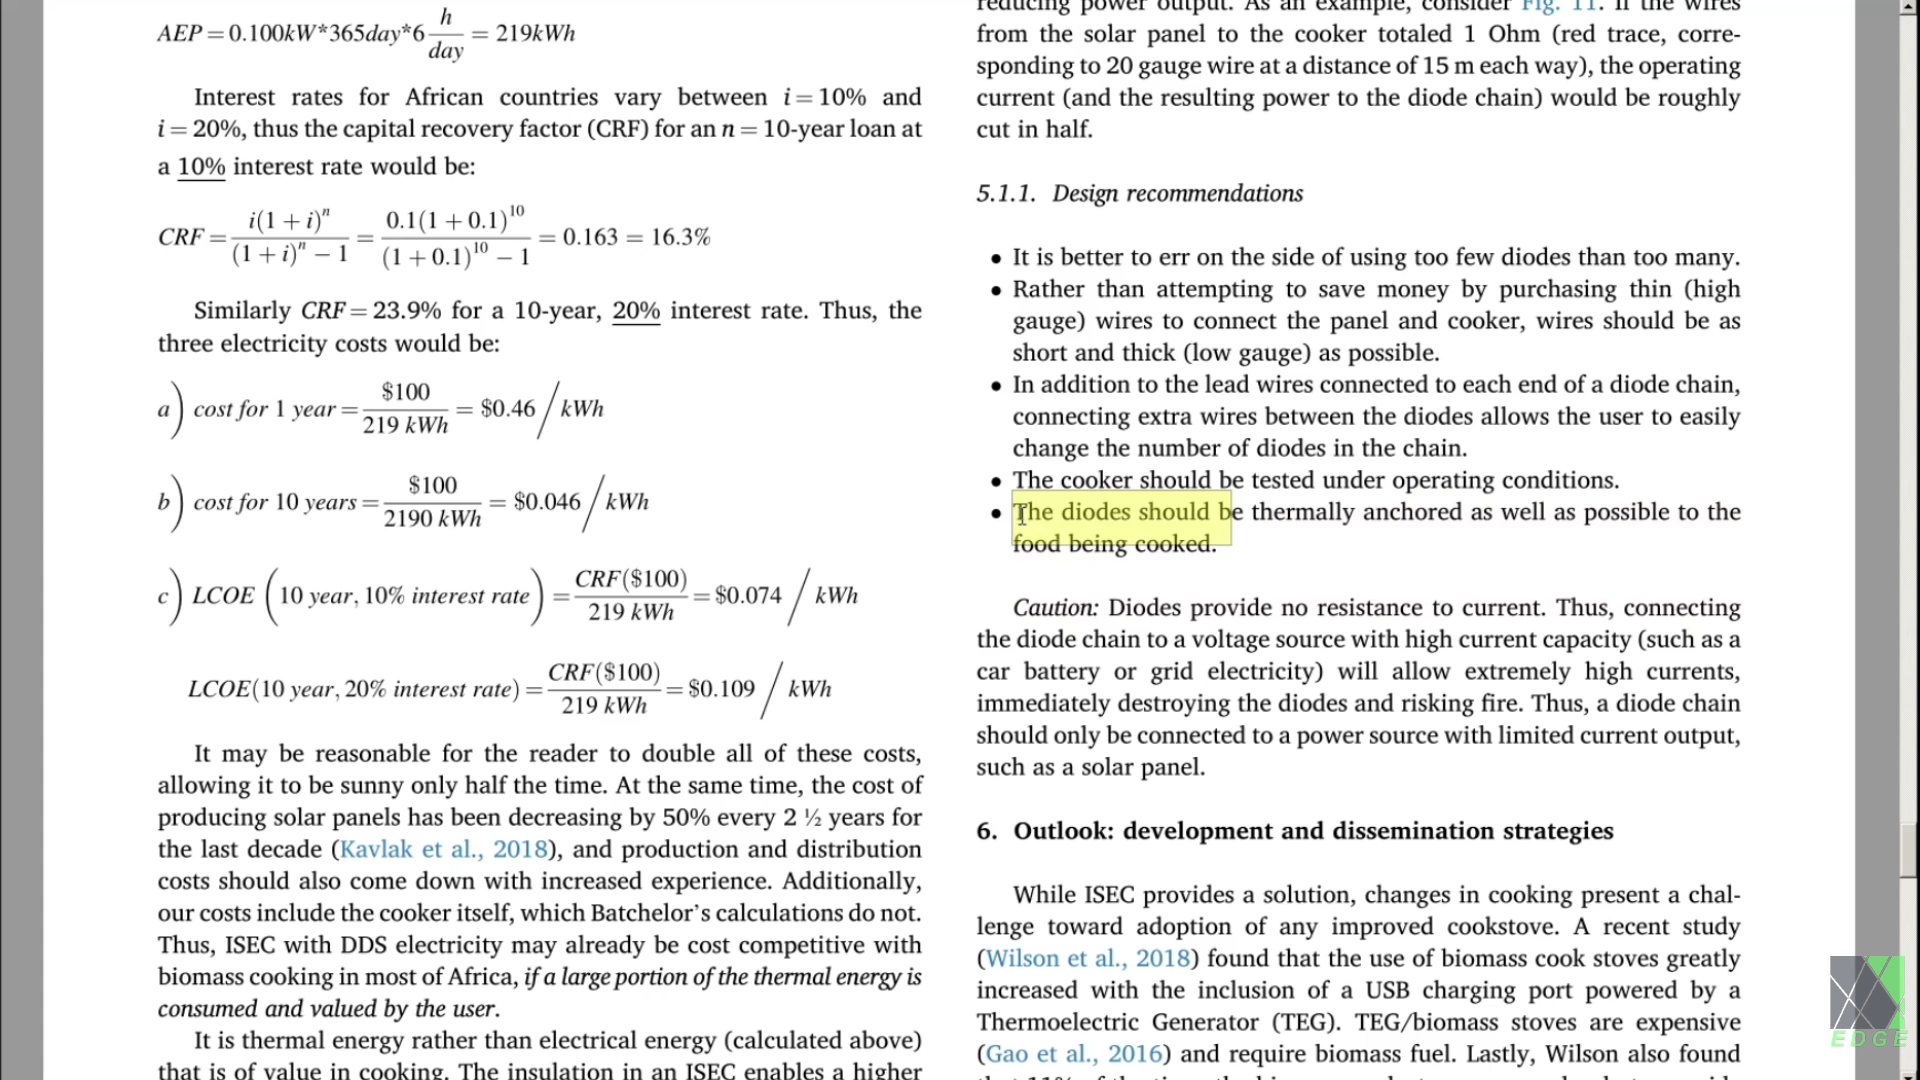 AEP = 0.100kW*365day*6 h/day = 219kWh
Interest rates for African countries vary between i = 10% and
i = 20%, thus the capital recovery factor (CRF) for an n = 10-year loan at
a 10% interest rate would be:
CRF = i(1 + i)^n / (1 + i)^n − 1 = 0.1(1 + 0.1)^10 / (1 + 0.1)^10 − 1 = 0.163 = 16.3%
Similarly CRF = 23.9% for a 10-year, 20% interest rate. Thus, the
three electricity costs would be:
a) cost for 1 year = $100 / 219 kWh = $0.46 / kWh
b) cost for 10 years = $100 / 2190 kWh = $0.046 / kWh
c) LCOE (10 year, 10% interest rate) = CRF($100) / 219 kWh = $0.074 / kWh
LCOE(10 year, 20% interest rate) = CRF($100) / 219 kWh = $0.109 / kWh
It may be reasonable for the reader to double all of these costs,
allowing it to be sunny only half the time. At the same time, the cost of
producing solar panels has been decreasing by 50% every 2 ½ years for
the last decade (Kavlak et al., 2018), and production and distribution
costs should also come down with increased experience. Additionally,
our costs include the cooker itself, which Batchelor's calculations do not.
Thus, ISEC with DDS electricity may already be cost competitive with
biomass cooking in most of Africa, if a large portion of the thermal energy is
consumed and valued by the user.
It is thermal energy rather than electrical energy (calculated above)
that is of value in cooking. The insulation in an ISEC enables a higher
reducing power output. As an example, consider Fig. 11. If the wires
from the solar panel to the cooker totaled 1 Ohm (red trace, corre-
sponding to 20 gauge wire at a distance of 15 m each way), the operating
current (and the resulting power to the diode chain) would be roughly
cut in half.
5.1.1. Design recommendations
• It is better to err on the side of using too few diodes than too many.
• Rather than attempting to save money by purchasing thin (high
gauge) wires to connect the panel and cooker, wires should be as
short and thick (low gauge) as possible.
• In addition to the lead wires connected to each end of a diode chain,
connecting extra wires between the diodes allows the user to easily
change the number of diodes in the chain.
• The cooker should be tested under operating conditions.
• The diodes should be thermally anchored as well as possible to the
food being cooked.
Caution: Diodes provide no resistance to current. Thus, connecting
the diode chain to a voltage source with high current capacity (such as a
car battery or grid electricity) will allow extremely high currents,
immediately destroying the diodes and risking fire. Thus, a diode chain
should only be connected to a power source with limited current output,
such as a solar panel.
6. Outlook: development and dissemination strategies
While ISEC provides a solution, changes in cooking present a chal-
lenge toward adoption of any improved cookstove. A recent study
(Wilson et al., 2018) found that the use of biomass cook stoves greatly
increased with the inclusion of a USB charging port powered by a
Thermoelectric Generator (TEG). TEG/biomass stoves are expensive
(Gao et al., 2016) and require biomass fuel. Lastly, Wilson also found
EDGE